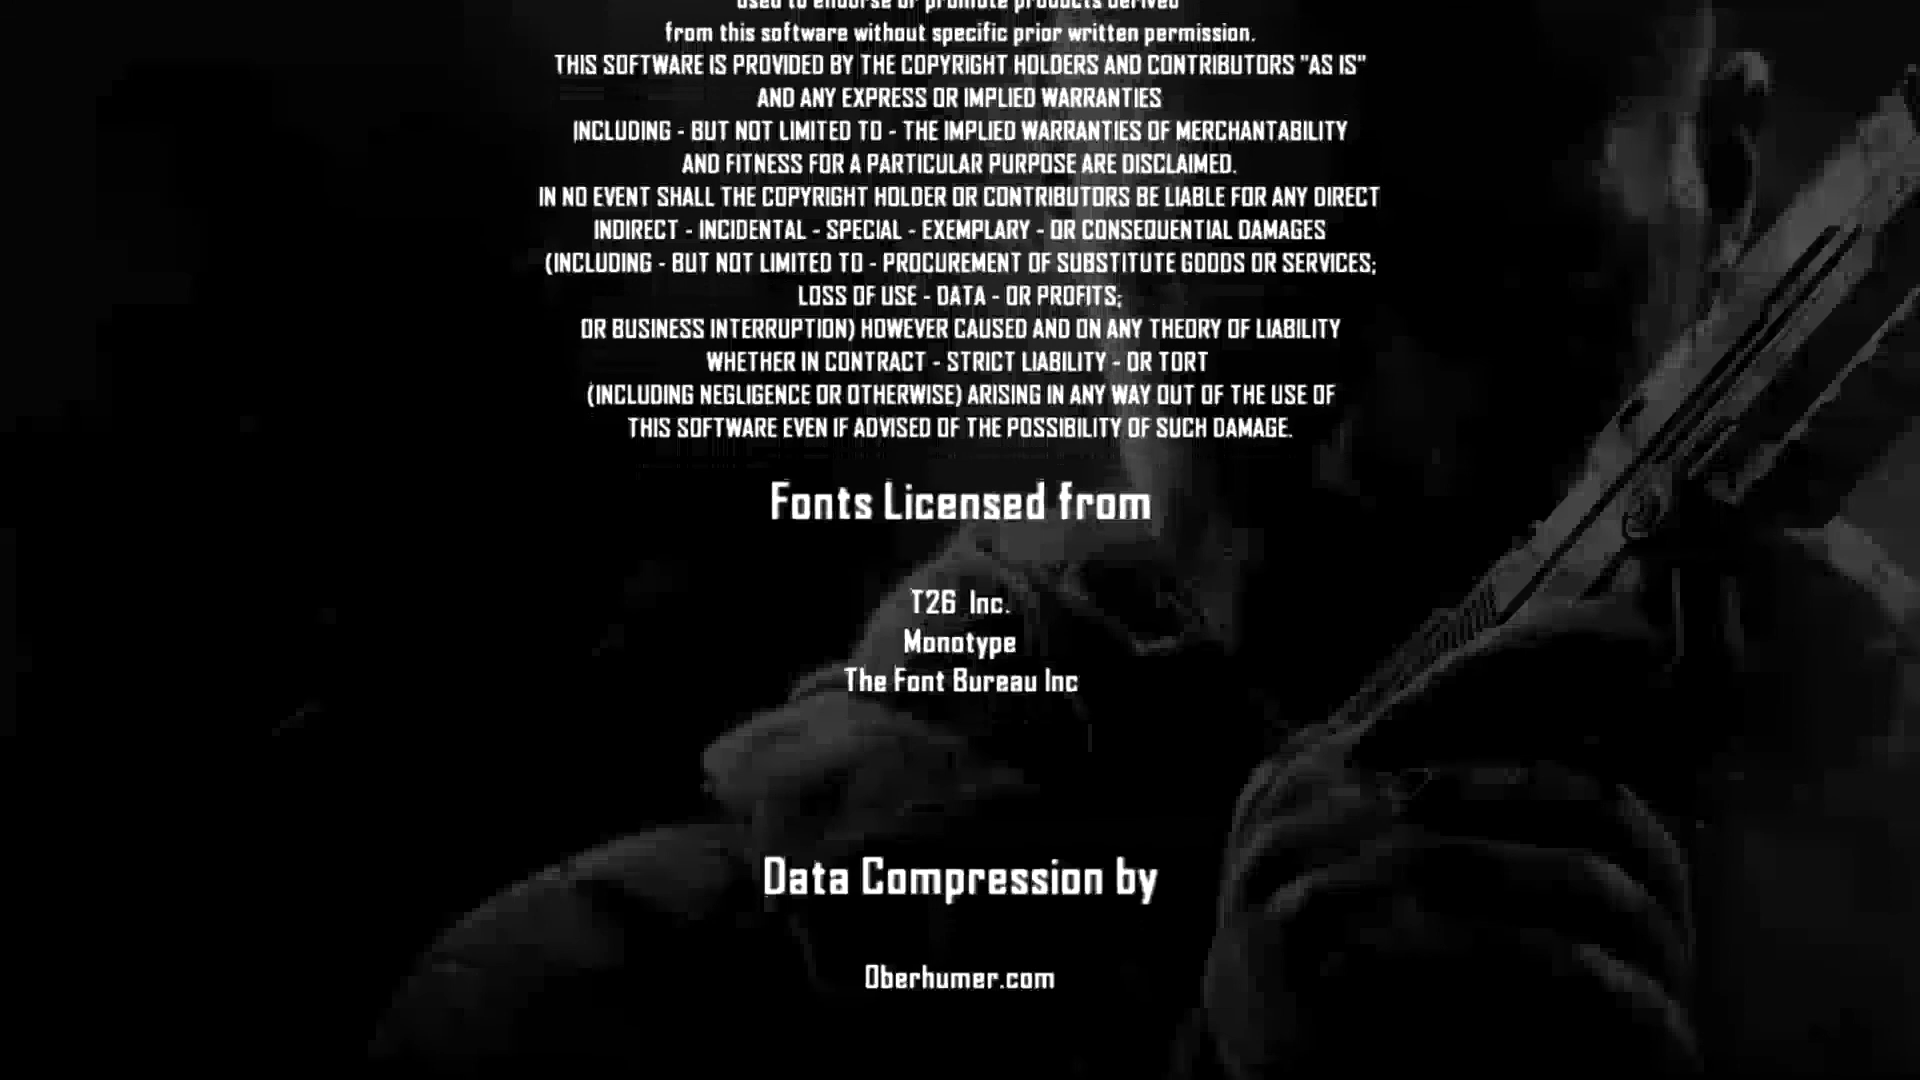 used to endorse or promote products derived
from this software without specific prior written permission.
THIS SOFTWARE IS PROVIDED BY THE COPYRIGHT HOLDERS AND CONTRIBUTORS "AS IS"
AND ANY EXPRESS OR IMPLIED WARRANTIES
INCLUDING - BUT NOT LIMITED TO - THE IMPLIED WARRANTIES OF MERCHANTABILITY
AND FITNESS FOR A PARTICULAR PURPOSE ARE DISCLAIMED.
IN NO EVENT SHALL THE COPYRIGHT HOLDER OR CONTRIBUTORS BE LIABLE FOR ANY DIRECT
INDIRECT - INCIDENTAL - SPECIAL - EXEMPLARY - OR CONSEQUENTIAL DAMAGES
(INCLUDING - BUT NOT LIMITED TO - PROCUREMENT OF SUBSTITUTE GOODS OR SERVICES;
LOSS OF USE - DATA - OR PROFITS;
OR BUSINESS INTERRUPTION) HOWEVER CAUSED AND ON ANY THEORY OF LIABILITY
WHETHER IN CONTRACT - STRICT LIABILITY - OR TORT
(INCLUDING NEGLIGENCE OR OTHERWISE) ARISING IN ANY WAY OUT OF THE USE OF
THIS SOFTWARE EVEN IF ADVISED OF THE POSSIBILITY OF SUCH DAMAGE.
Fonts Licensed from
T26 Inc.
Monotype
The Font Bureau Inc
Data Compression by
Oberhumer.com